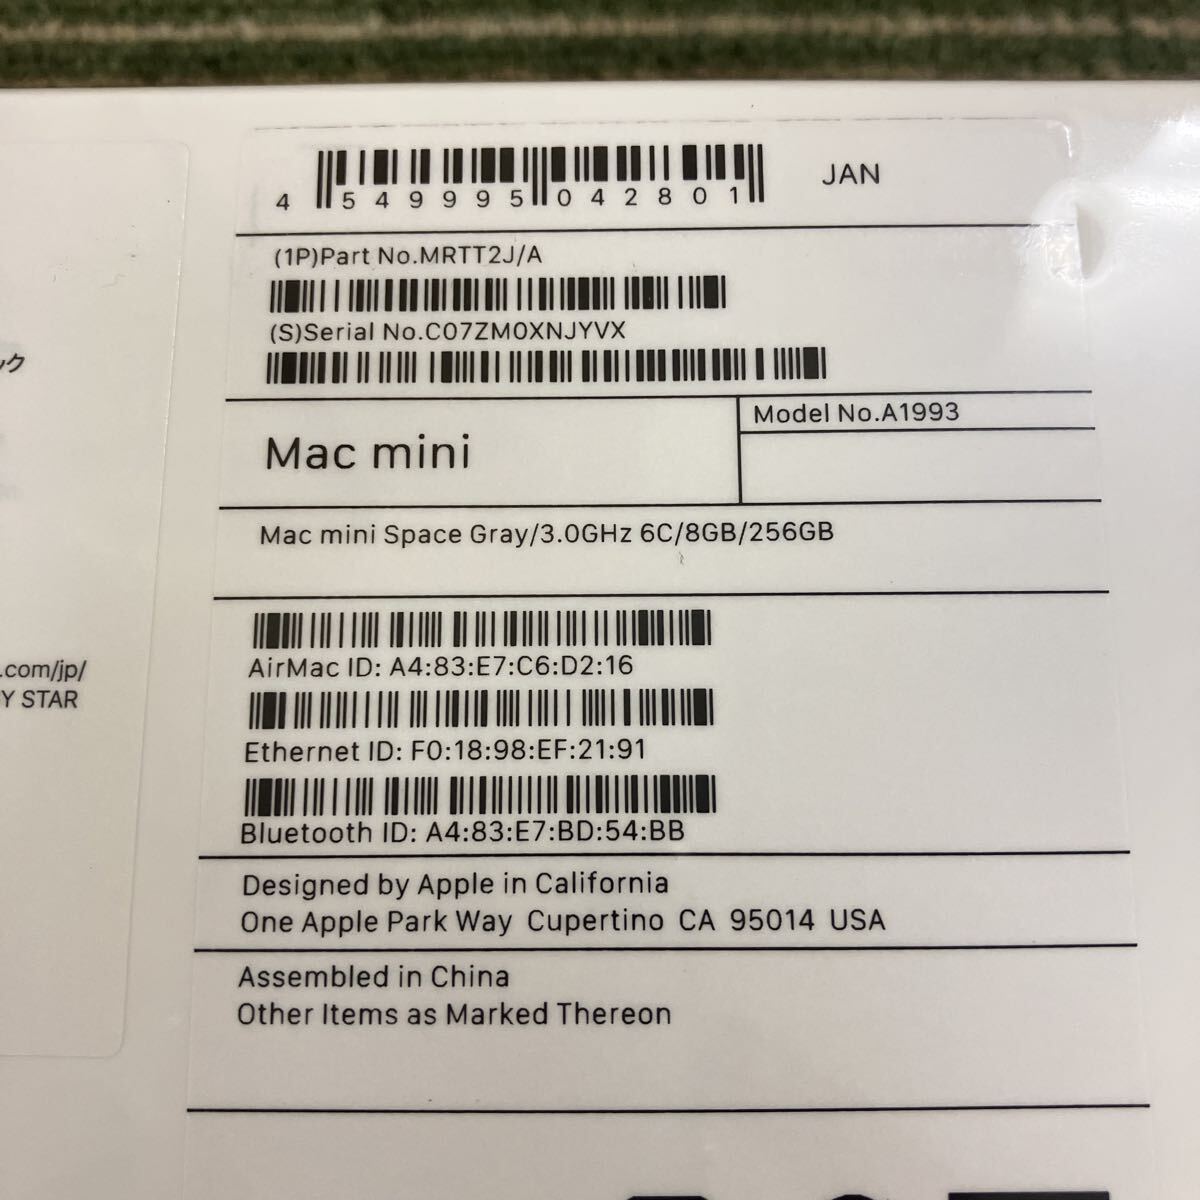 4 549995 042801 JAN
(1P)Part No.MRTT2J/A
(S)Serial No.C07ZM0XNJYVX
Mac mini
Model No.A1993
Mac mini Space Gray/3.0GHz 6C/8GB/256GB
AirMac ID: A4:83:E7:C6:D2:16
Ethernet ID: F0:18:98:EF:21:91
Bluetooth ID: A4:83:E7:BD:54:BB
Designed by Apple in California
One Apple Park Way Cupertino CA 95014 USA
Assembled in China
Other Items as Marked Thereon
ック
.com/jp/
Y STAR